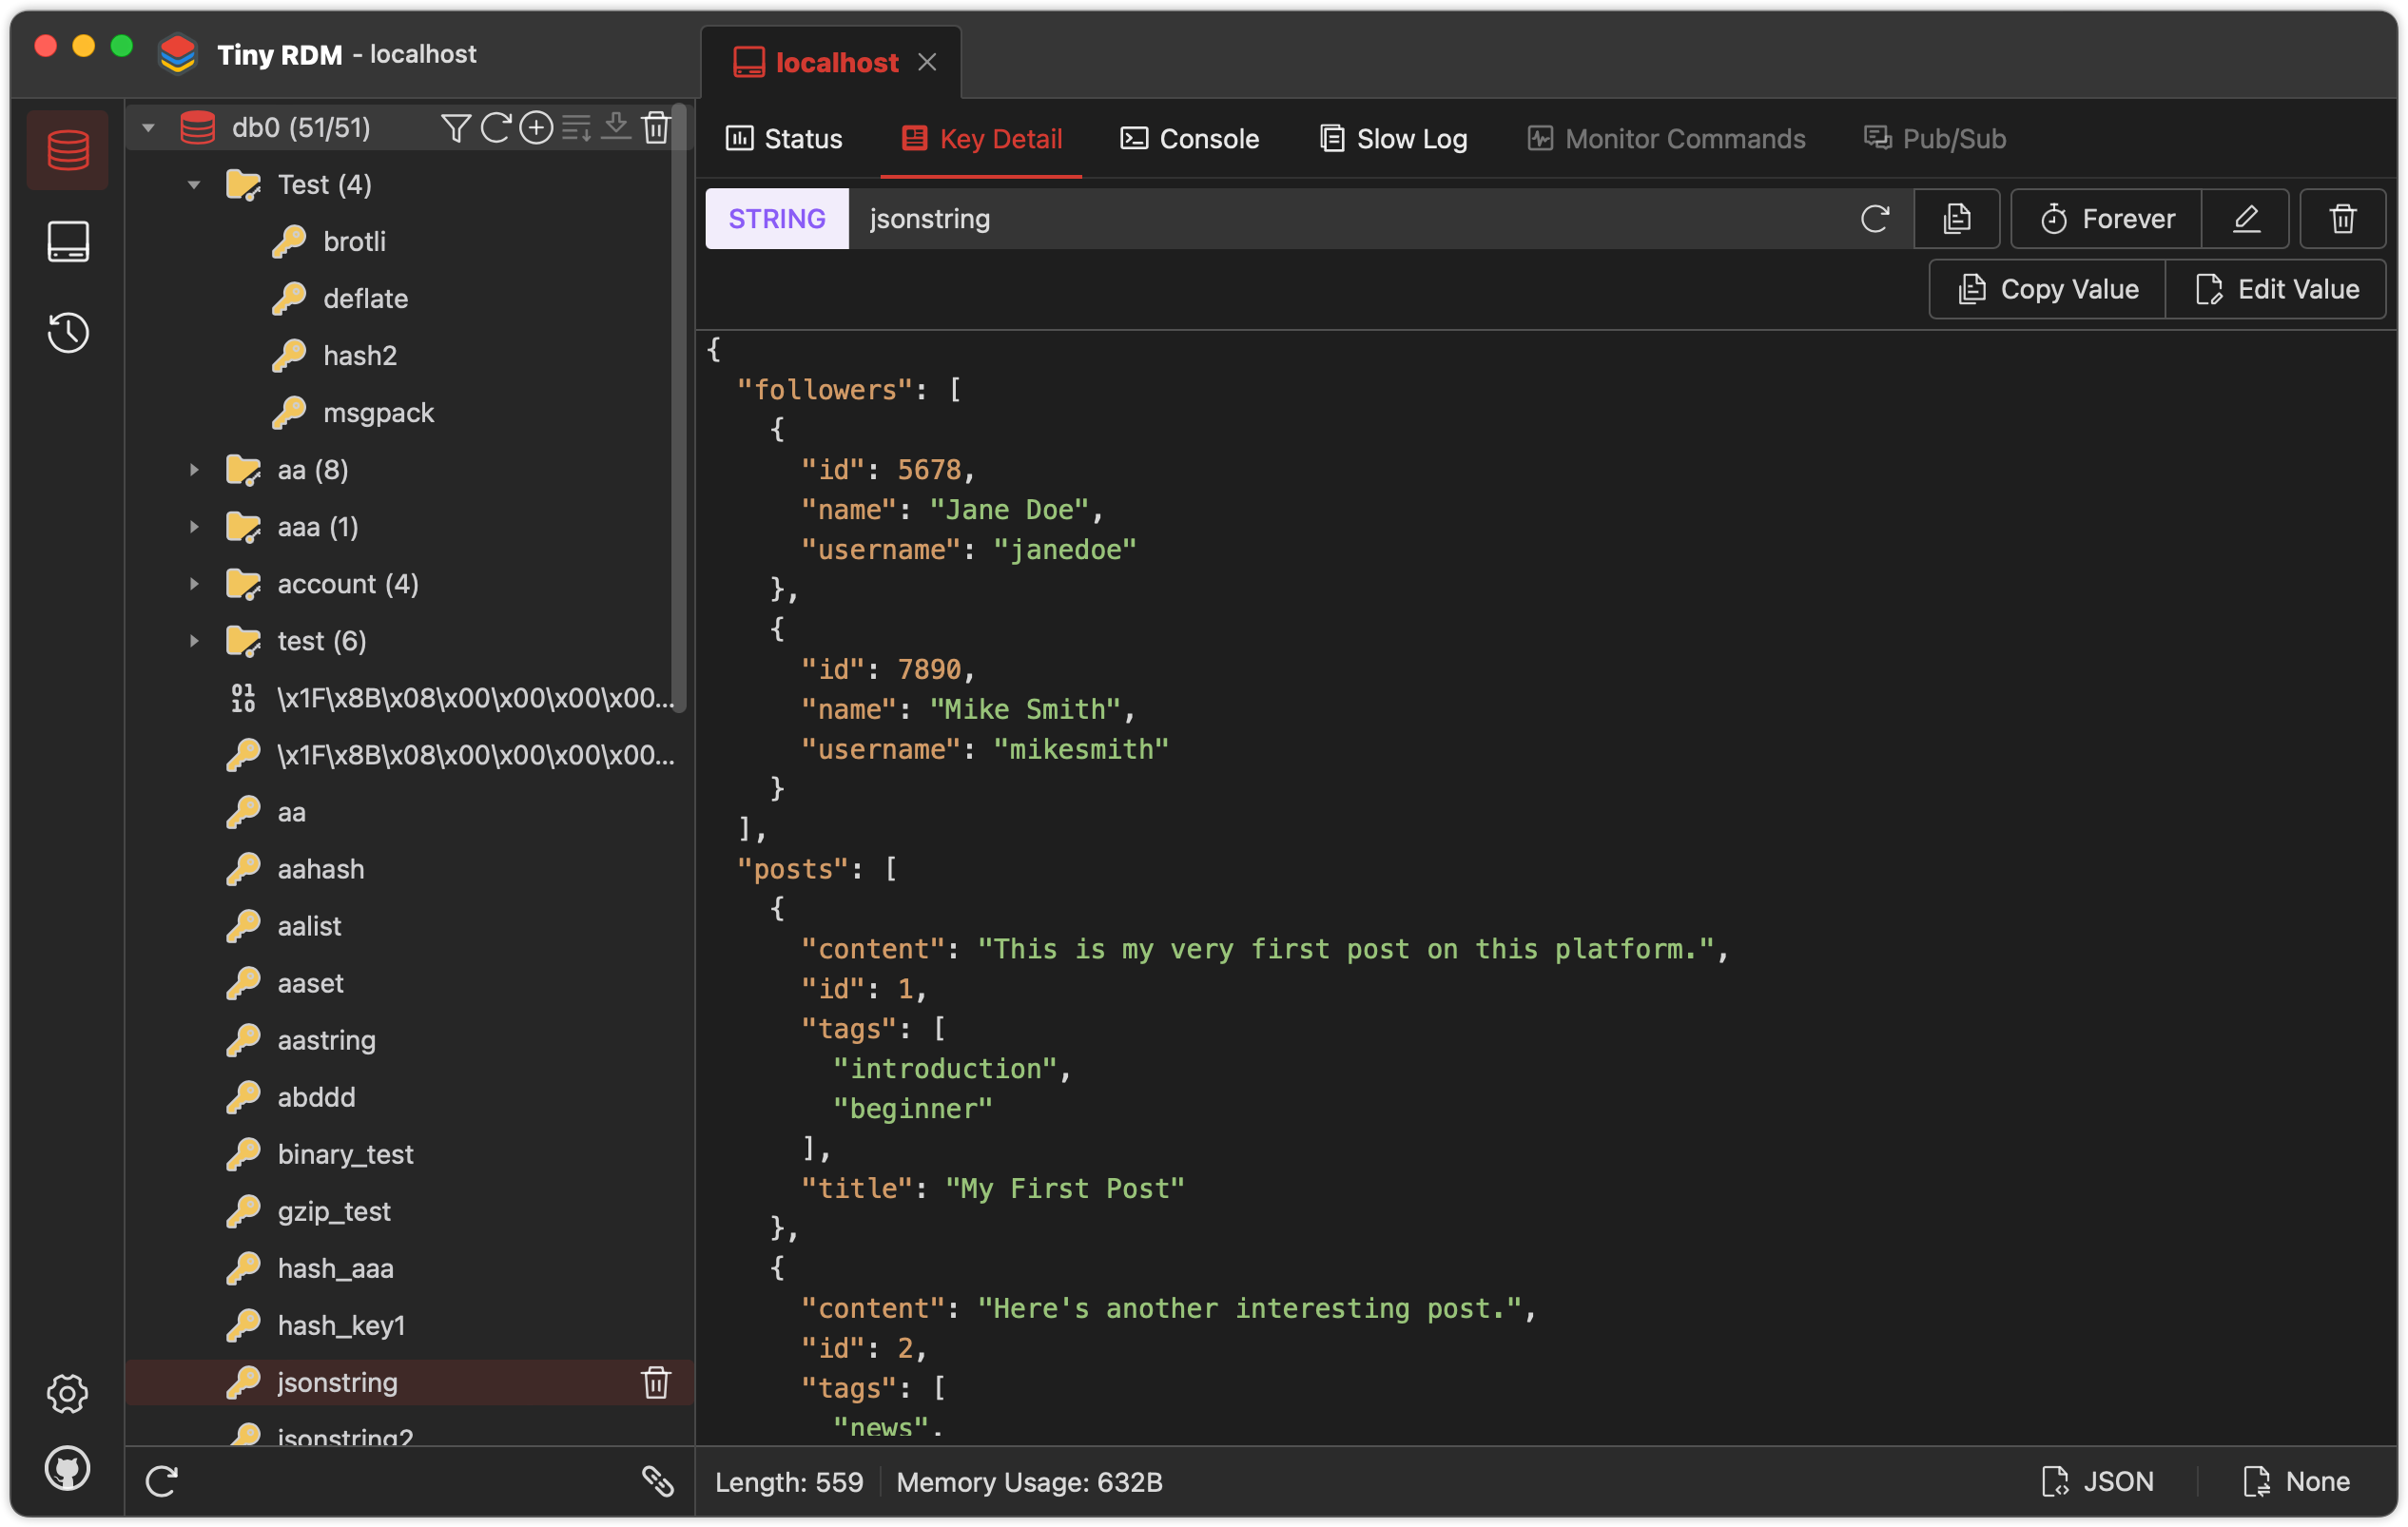 Tiny RDM - localhost
localhost
db0 (51/51)
Test (4)
brotli
deflate
hash2
msgpack
aa (8)
aaa (1)
account (4)
test (6)
01
10
\x1F\x8B\x08\x00\x00\x00\x00...
\x1F\x8B\x08\x00\x00\x00\x00...
aa
aahash
aalist
aaset
aastring
abddd
binary_test
gzip_test
hash_aaa
hash_key1
jsonstring
jsonstring2
Status Key Detail Console Slow Log Monitor Commands Pub/Sub
STRING jsonstring Forever
Copy Value Edit Value
{
"followers": [
{
"id": 5678,
"name": "Jane Doe",
"username": "janedoe"
},
{
"id": 7890,
"name": "Mike Smith",
"username": "mikesmith"
}
],
"posts": [
{
"content": "This is my very first post on this platform.",
"id": 1,
"tags": [
"introduction",
"beginner"
],
"title": "My First Post"
},
{
"content": "Here's another interesting post.",
"id": 2,
"tags": [
"news",
Length: 559 Memory Usage: 632B JSON None